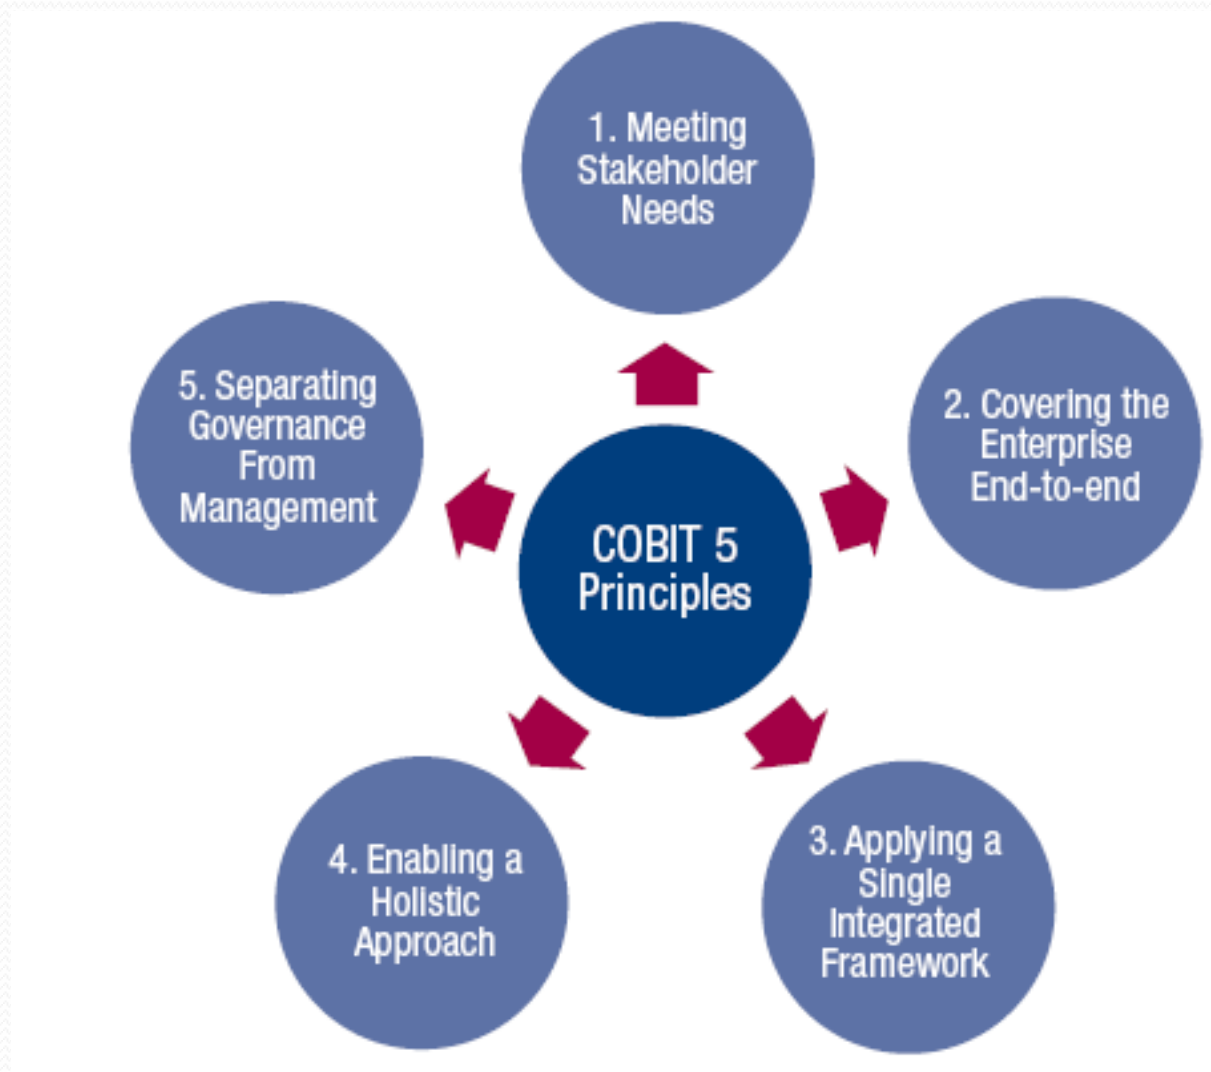 1. Meeting
Stakeholder
Needs
2. Covering the
Enterprise
End-to-end
3. Applying a
Single
Integrated
Framework
4. Enabling a
Holistic
Approach
5. Separating
Governance
From
Management
COBIT 5
Principles